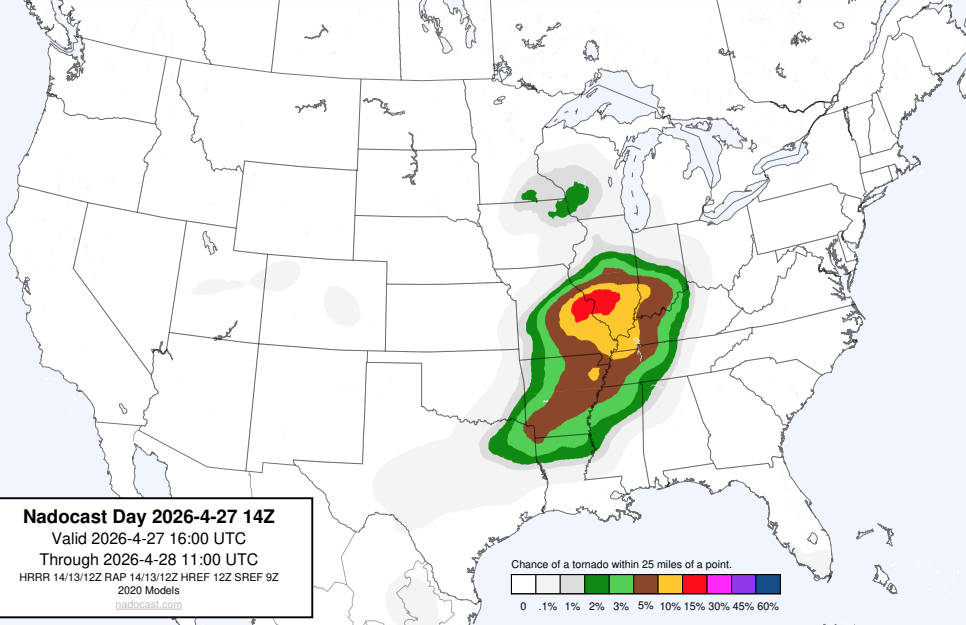 Nadocast Day 2026-4-27 14Z
Valid 2026-4-27 16:00 UTC
Through 2026-4-28 11:00 UTC
HRRR 14/13/12Z RAP 14/13/12Z HREF 12Z SREF 9Z
2020 Models
nadocast.com
Chance of a tornado within 25 miles of a point.
0 .1% 1% 2% 3% 5% 10% 15% 30% 45% 60%